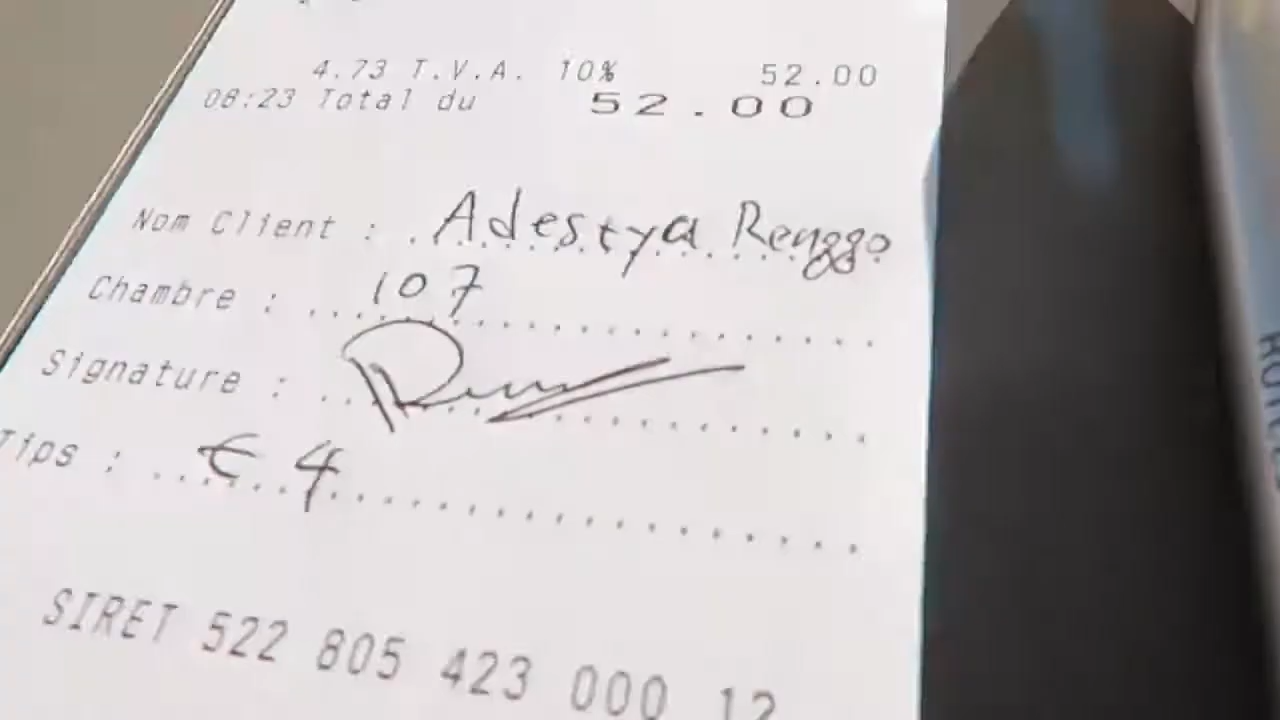 4.73 T.V.A. 10% 52.00
08:23 Total du 52.00
Nom Client : Adestya Renggo
Chambre : 107
Signature :
Tips : € 4
SIRET 522 805 423 000 12